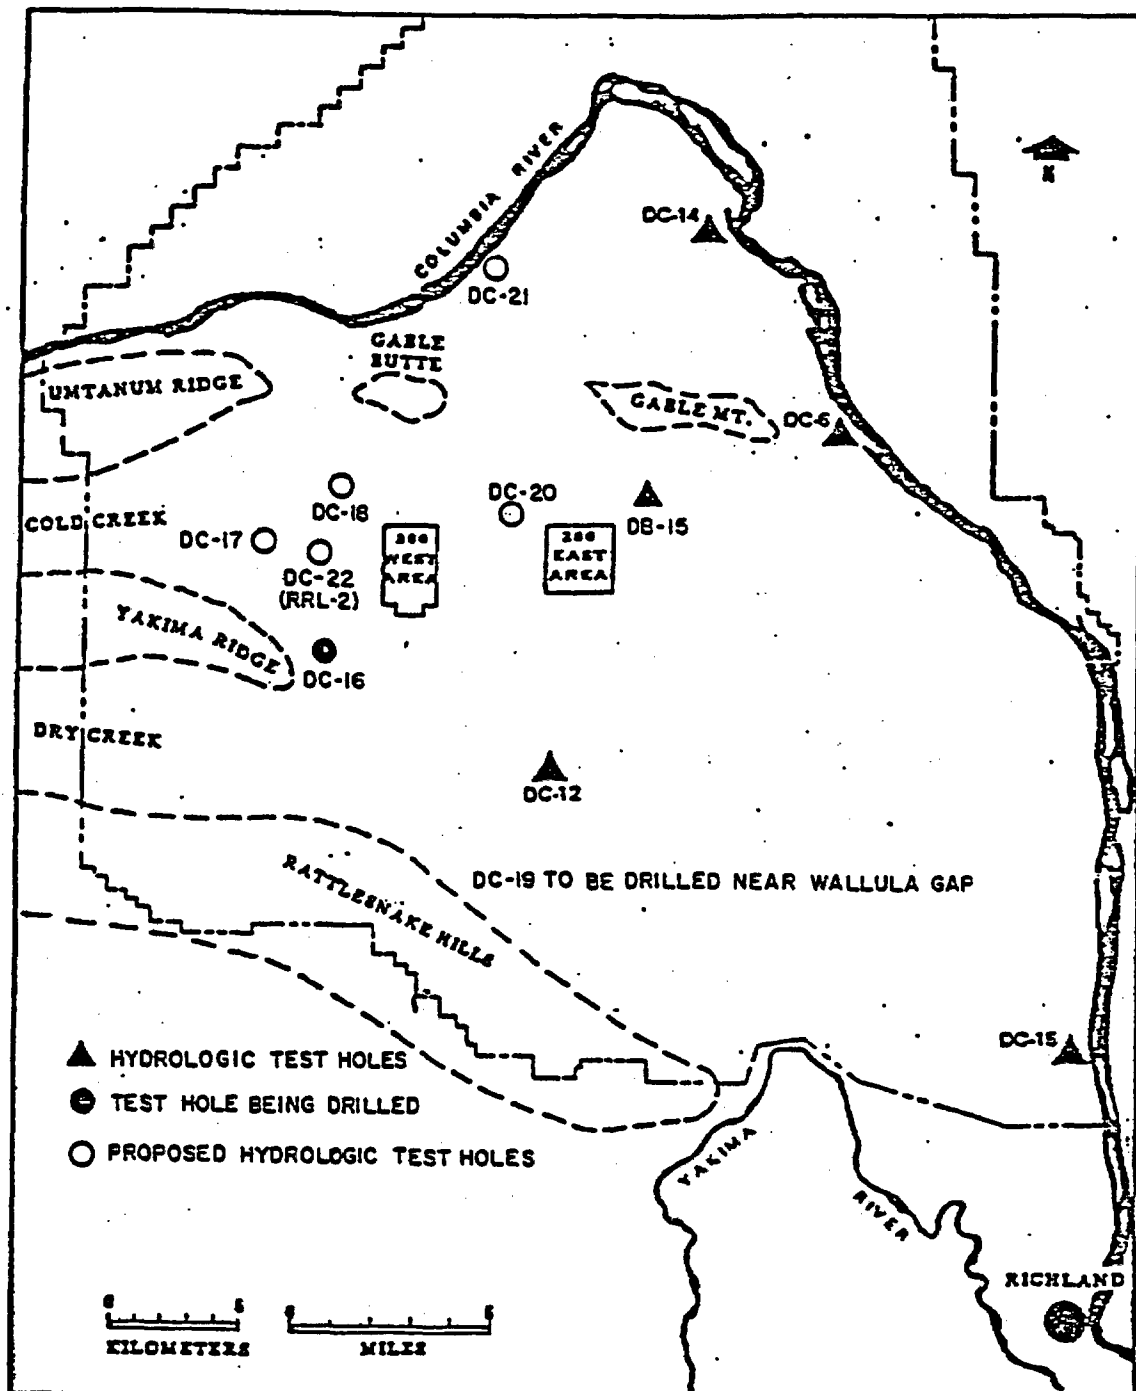 COLUMBIA RIVER
N
DC-14
DC-21
GABLE
BUTTE
UMTANUM RIDGE
GABLE MT.
DC-6
DC-18
DC-20
DB-15
COLD CREEK
DC-17
DC-22
(RRL-2)
200
WEST
AREA
200
EAST
AREA
YAKIMA RIDGE
DC-16
DRY CREEK
DC-12
RATTLESNAKE HILLS
DC-19 TO BE DRILLED NEAR WALLULA GAP
DC-15
HYDROLOGIC TEST HOLES
TEST HOLE BEING DRILLED
PROPOSED HYDROLOGIC TEST HOLES
YAKIMA RIVER
RICHLAND
0 5
KILOMETERS
0 5
MILES